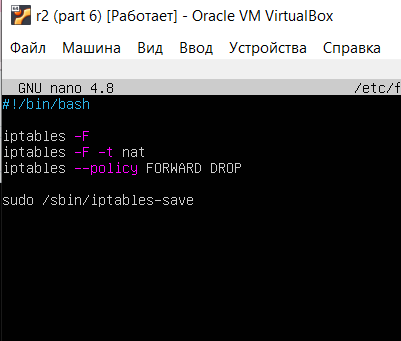 r2 (part 6) [Работает] - Oracle VM VirtualBox
Файл Машина Вид Ввод Устройства Справка
GNU nano 4.8 /etc/f
#!/bin/bash
iptables -F
iptables -F -t nat
iptables --policy FORWARD DROP
sudo /sbin/iptables-save